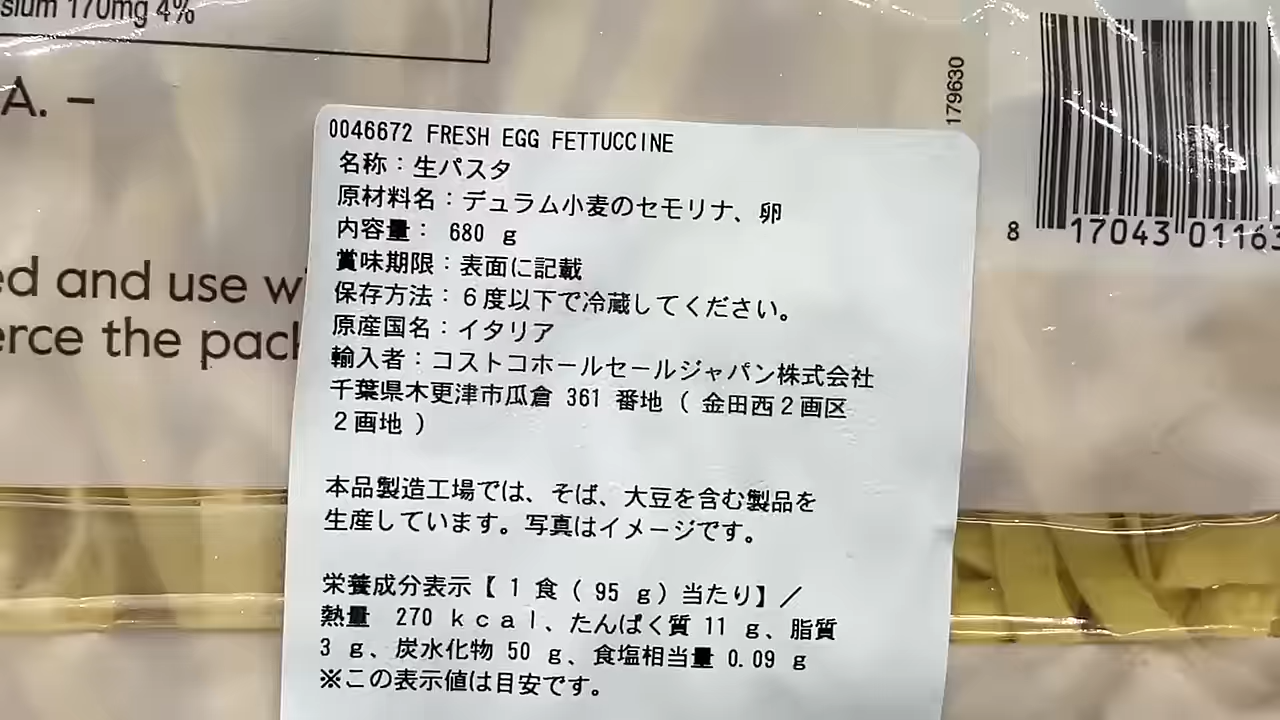 sium 170mg 4%
A. –
ed and use w
erce the pack
179630
8 17043 01163
0046672 FRESH EGG FETTUCCINE
名称：生パスタ
原材料名：デュラム小麦のセモリナ、卵
内容量： 680 ｇ
賞味期限：表面に記載
保存方法：６度以下で冷蔵してください。
原産国名：イタリア
輸入者：コストコホールセールジャパン株式会社
千葉県木更津市瓜倉 361 番地（ 金田西２画区
２画地 ）
本品製造工場では、そば、大豆を含む製品を
生産しています。写真はイメージです。
栄養成分表示【 １食（ 95 ｇ）当たり】／
熱量 270 ｋｃａｌ、たんぱく質 11 ｇ、脂質
3 ｇ、炭水化物 50 ｇ、食塩相当量 0.09 ｇ
※この表示値は目安です。